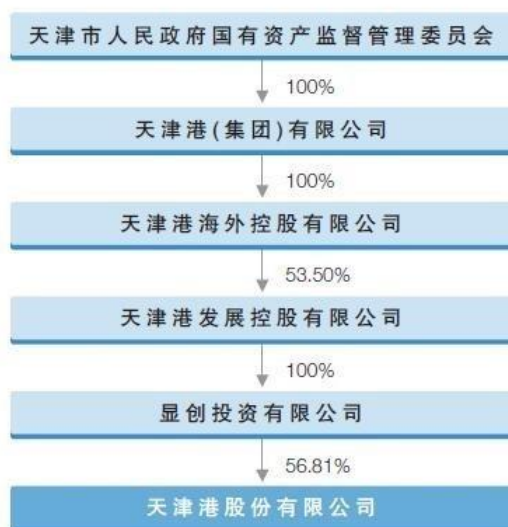 天津市人民政府国有资产监督管理委员会
100%
天津港(集团)有限公司
100%
天津港海外控股有限公司
53.50%
天津港发展控股有限公司
100%
显创投资有限公司
56.81%
天津港股份有限公司